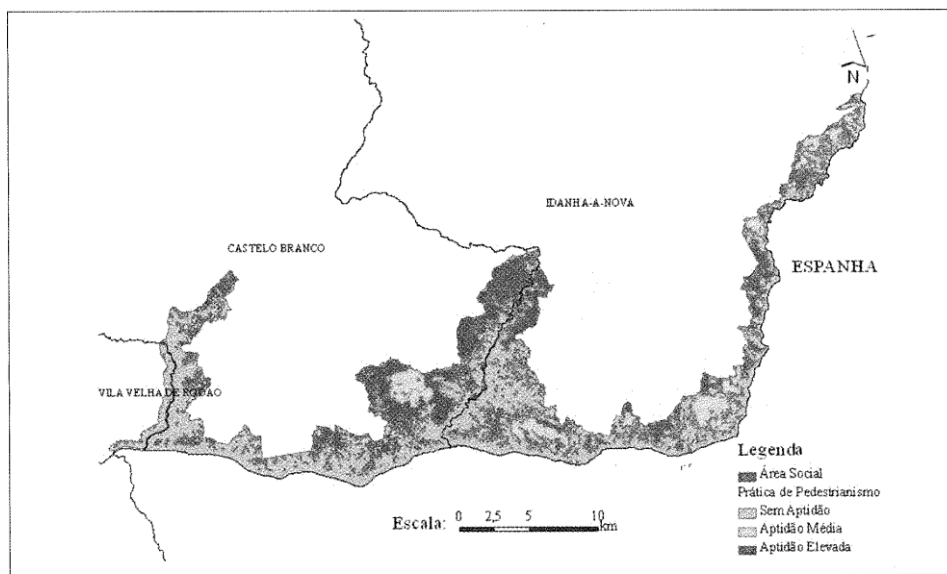 N
IDANHA-A-NOVA
CASTELO BRANCO
ESPANHA
VILA VELHA DE RODÃO
Legenda
Área Social
Prática de Pedestrianismo
Sem Aptidão
Aptidão Média
Aptidão Elevada
Escala: 0 2,5 5 10 km